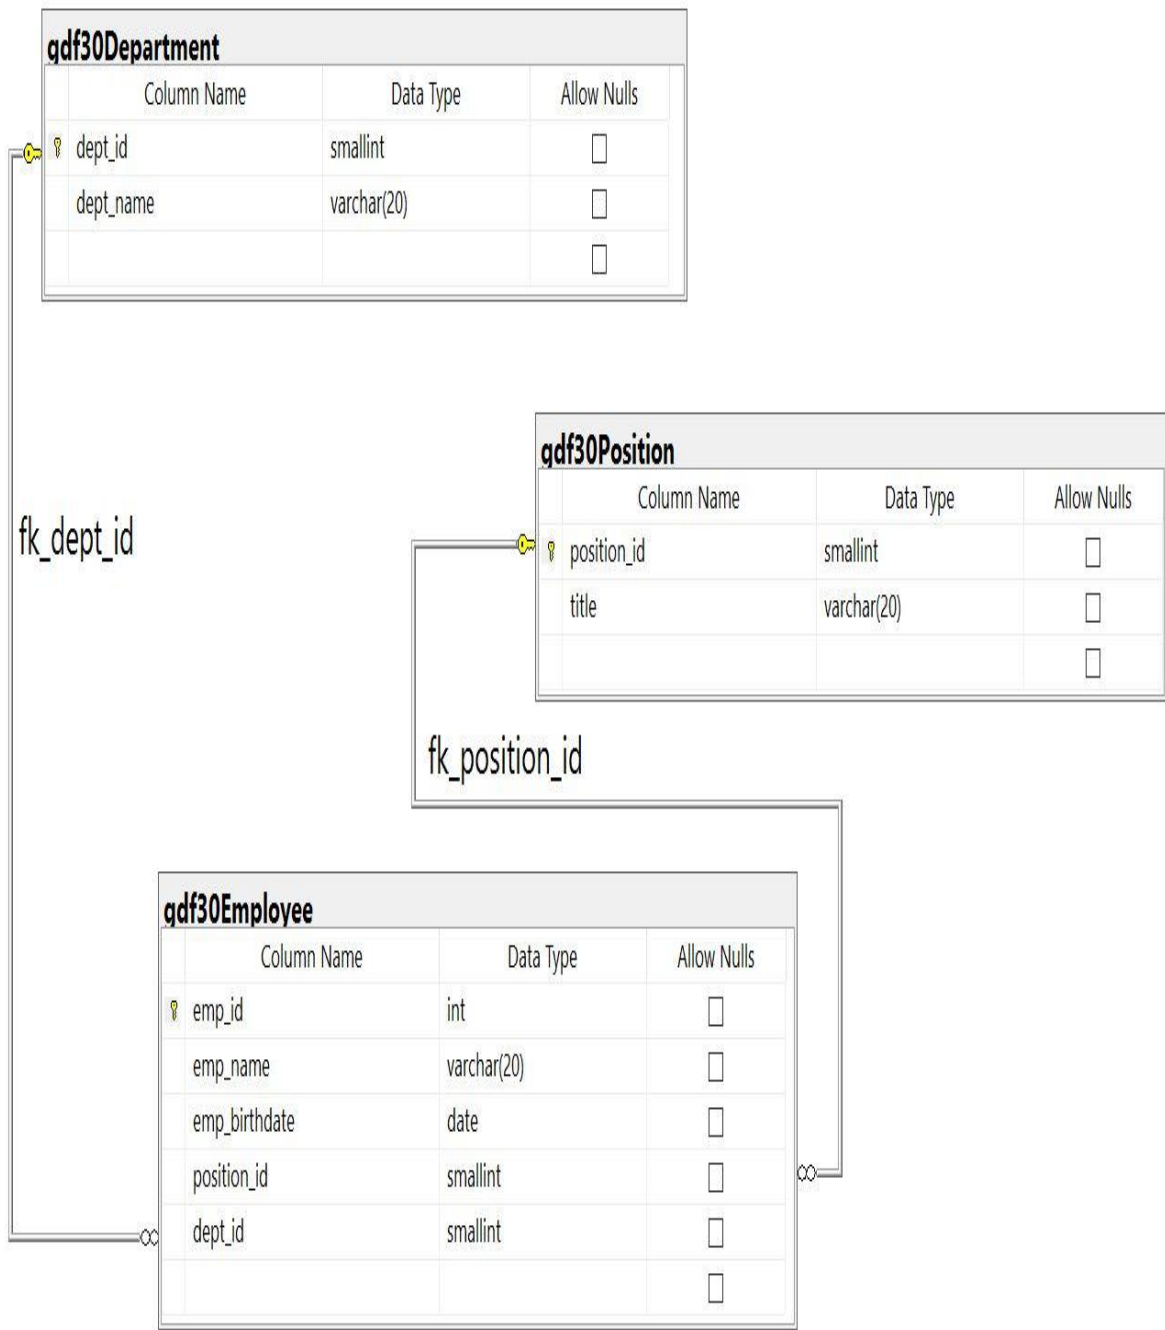 gdf30Department
Column Name Data Type Allow Nulls
dept_id smallint
dept_name varchar(20)
gdf30Position
Column Name Data Type Allow Nulls
position_id smallint
title varchar(20)
fk_dept_id
fk_position_id
gdf30Employee
Column Name Data Type Allow Nulls
emp_id int
emp_name varchar(20)
emp_birthdate date
position_id smallint
dept_id smallint